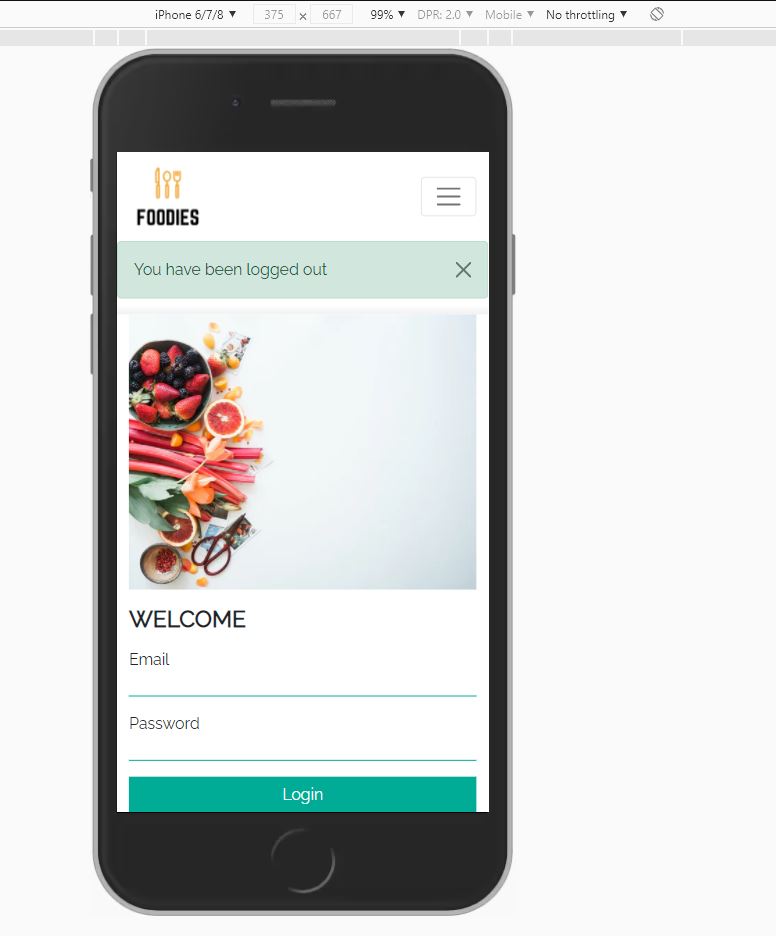 iPhone 6/7/8 ▼ 375 × 667 99% ▼ DPR: 2.0 ▼ Mobile ▼ No throttling ▼
FOODIES
You have been logged out
WELCOME
Email
Password
Login